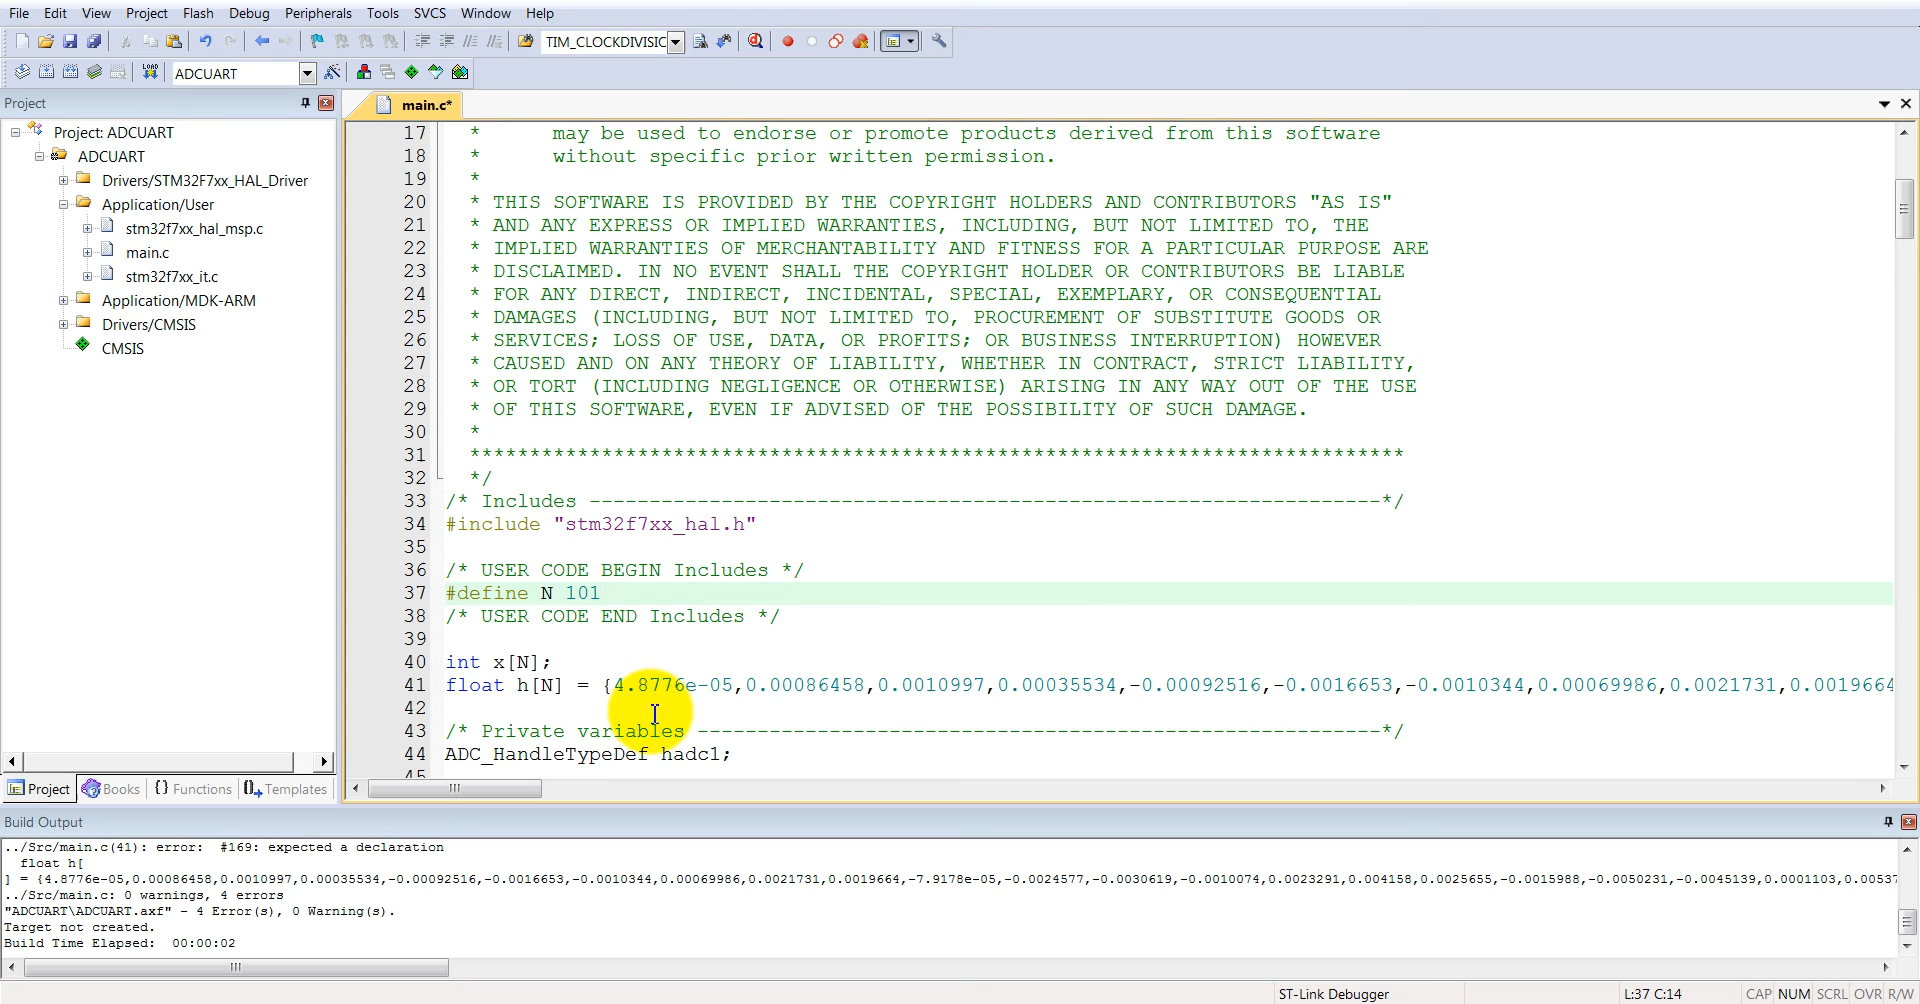 File Edit View Project Flash Debug Peripherals Tools SVCS Window Help
TIM_CLOCKDIVISIC
LOAD
ADCUART
Project
main.c*
Project: ADCUART
ADCUART
Drivers/STM32F7xx_HAL_Driver
Application/User
stm32f7xx_hal_msp.c
main.c
stm32f7xx_it.c
Application/MDK-ARM
Drivers/CMSIS
CMSIS
Project Books {} Functions Templates
17 * may be used to endorse or promote products derived from this software
18 * without specific prior written permission.
19 *
20 * THIS SOFTWARE IS PROVIDED BY THE COPYRIGHT HOLDERS AND CONTRIBUTORS "AS IS"
21 * AND ANY EXPRESS OR IMPLIED WARRANTIES, INCLUDING, BUT NOT LIMITED TO, THE
22 * IMPLIED WARRANTIES OF MERCHANTABILITY AND FITNESS FOR A PARTICULAR PURPOSE ARE
23 * DISCLAIMED. IN NO EVENT SHALL THE COPYRIGHT HOLDER OR CONTRIBUTORS BE LIABLE
24 * FOR ANY DIRECT, INDIRECT, INCIDENTAL, SPECIAL, EXEMPLARY, OR CONSEQUENTIAL
25 * DAMAGES (INCLUDING, BUT NOT LIMITED TO, PROCUREMENT OF SUBSTITUTE GOODS OR
26 * SERVICES; LOSS OF USE, DATA, OR PROFITS; OR BUSINESS INTERRUPTION) HOWEVER
27 * CAUSED AND ON ANY THEORY OF LIABILITY, WHETHER IN CONTRACT, STRICT LIABILITY,
28 * OR TORT (INCLUDING NEGLIGENCE OR OTHERWISE) ARISING IN ANY WAY OUT OF THE USE
29 * OF THIS SOFTWARE, EVEN IF ADVISED OF THE POSSIBILITY OF SUCH DAMAGE.
30 *
31 ******************************************************************************
32 */
33 /* Includes ------------------------------------------------------------------*/
34 #include "stm32f7xx_hal.h"
35
36 /* USER CODE BEGIN Includes */
37 #define N 101
38 /* USER CODE END Includes */
39
40 int x[N];
41 float h[N] = {4.8776e-05,0.00086458,0.0010997,0.00035534,-0.00092516,-0.0016653,-0.0010344,0.00069986,0.0021731,0.0019664
42
43 /* Private variables ---------------------------------------------------------*/
44 ADC_HandleTypeDef hadc1;
45
Build Output
../Src/main.c(41): error: #169: expected a declaration
float h[
] = {4.8776e-05,0.00086458,0.0010997,0.00035534,-0.00092516,-0.0016653,-0.0010344,0.00069986,0.0021731,0.0019664,-7.9178e-05,-0.0024577,-0.0030619,-0.0010074,0.0023291,0.004158,0.0025655,-0.0015988,-0.0050231,-0.0045139,0.0001103,0.00537
../Src/main.c: 0 warnings, 4 errors
"ADCUART\ADCUART.axf" - 4 Error(s), 0 Warning(s).
Target not created.
Build Time Elapsed: 00:00:02
ST-Link Debugger L:37 C:14 CAP NUM SCRL OVR R/W